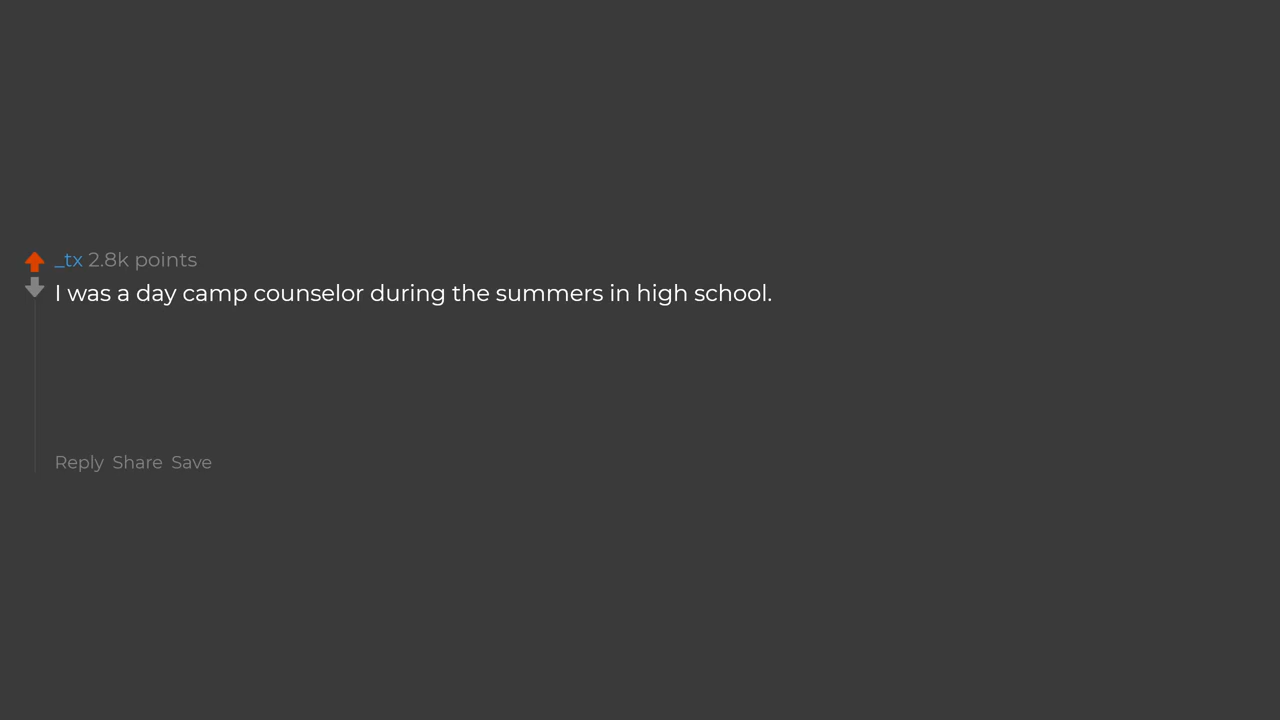 _tx 2.8k points
I was a day camp counselor during the summers in high school.
Reply Share Save